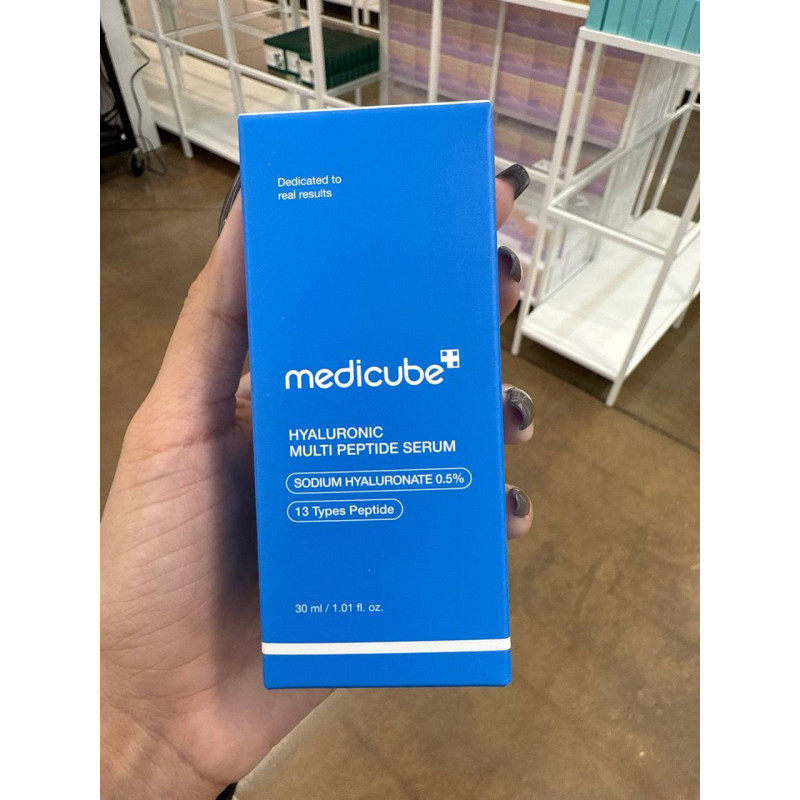 Dedicated to
real results
medicube
HYALURONIC
MULTI PEPTIDE SERUM
SODIUM HYALURONATE 0.5%
13 Types Peptide
30 ml / 1.01 fl. oz.